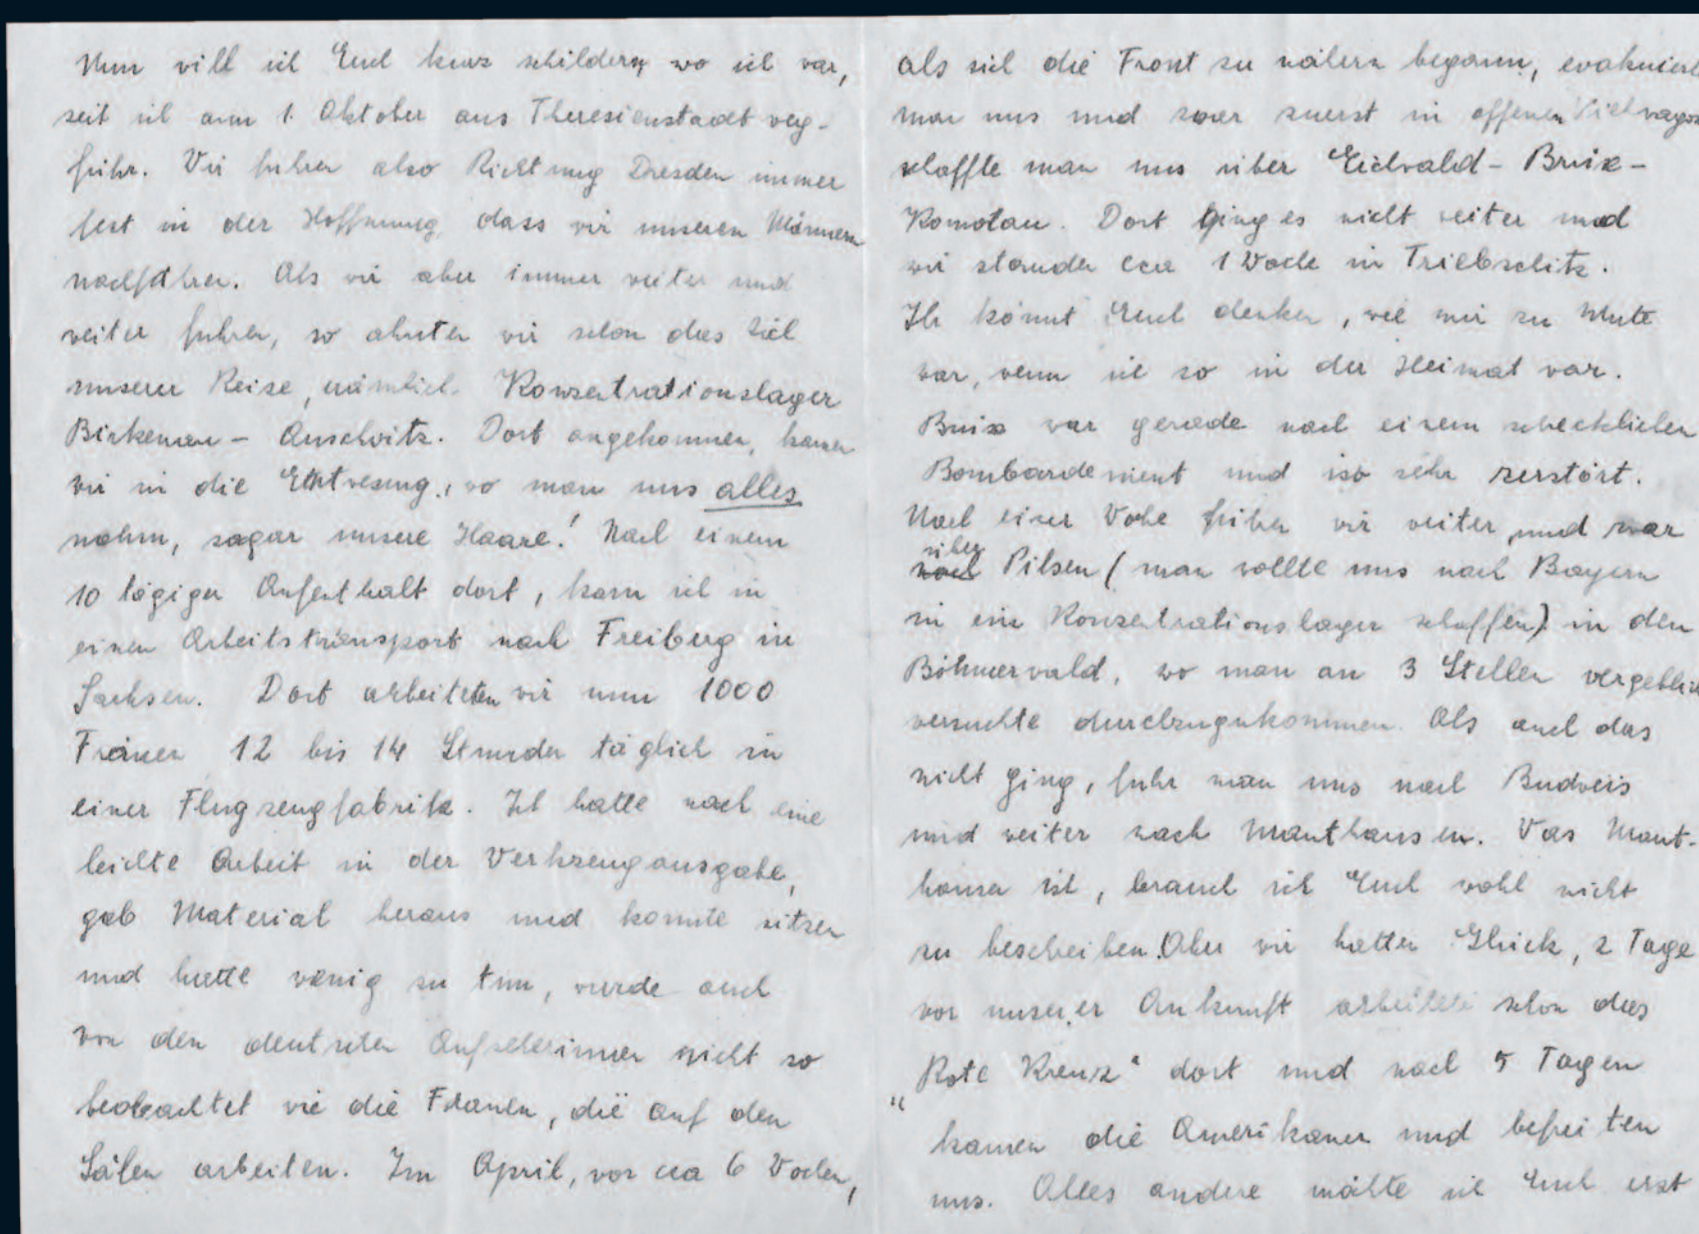 Nun will ich Euch kurz schildern wo ich war,
seit ich am 1. Oktober aus Theresienstadt weg-
fuhr. Wir fuhren also Richtung Dresden immer
fest in der Hoffnung, dass wir unseren Männern
nachfahren. Als wir aber immer weiter und
weiter fuhren, so ahnten wir schon das Ziel
unserer Reise, nämlich Konzentrationslager
Birkenau - Auschwitz. Dort angekommen, kamen
wir in die Entwesung, wo man uns alles
nahm, sogar unsere Haare! Nach einem
10 tägigen Aufenthalt dort, kam ich in
einen Arbeitstransport nach Freiberg in
Sachsen. Dort arbeiteten wir nun 1000
Frauen 12 bis 14 Stunden täglich in
einer Flugzeugfabrik. Ich hatte noch eine
leichte Arbeit in der Werkzeugausgabe,
gab Material heraus und konnte sitzen
und hatte wenig zu tun, wurde auch
von den deutschen Aufseherinnen nicht so
beobachtet wie die Frauen, die auf den
Sälen arbeiten. Im April, vor cca 6 Wochen,
als sich die Front zu nähern begann, evakuiert
man uns und zwar zuerst in offenen Viehwagons
schaffte man uns über Eichwald - Brüx -
Komotau. Dort ging es nicht weiter und
wir standen cca 1 Woche in Triebschitz.
Ihr könnt Euch denken, wie mir zu Mute
war, wenn ich so in der Heimat war.
Brüx war gerade nach einem schecklichen
Bombardement und so sehr zerstört.
Nach einer Woche fuhren wir weiter, und zwar
über
nach Pilsen (man wollte uns nach Bayern
in ein Konzentrationslager schaffen) in den
Böhmerwald, wo man an 3 Stellen vergeblich
versuchte durchzugukommen. Als auch das
nicht ging, fuhr man uns nach Budweis
und weiter nach Mauthausen. Was Maut-
hausen ist, brauch ich Euch wohl nicht
zu bescheiben. Aber wir hatten Glück, 2 Tage
vor unserer Ankunft arbeitete schon das
"Rote Kreuz" dort und nach 5 Tagen
kamen die Amerikaner und befreiten
uns. Alles andere möchte ich Euch erst